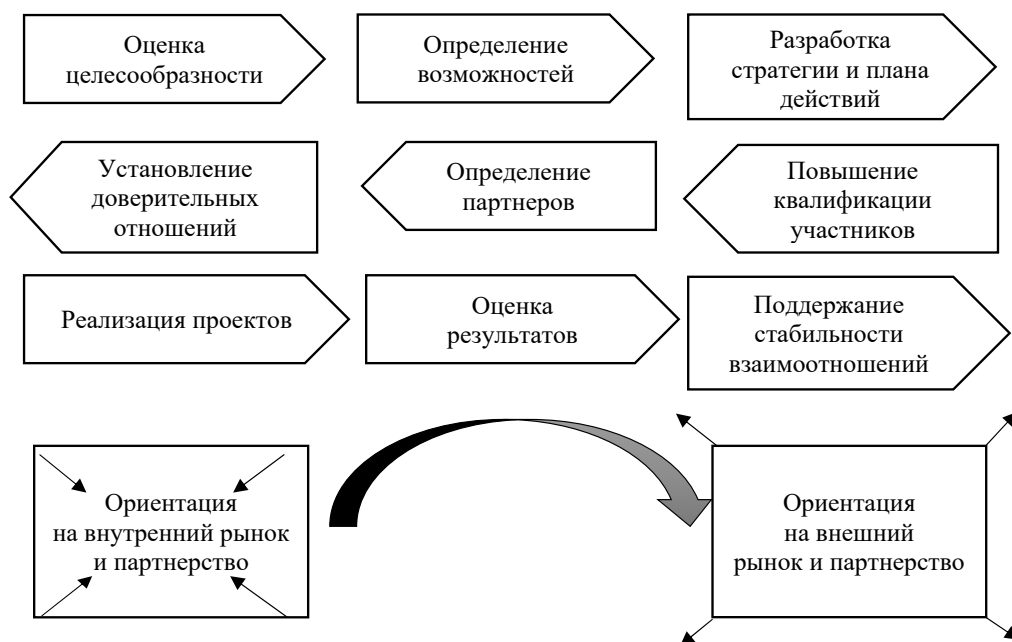 Оценка
целесообразности
Определение
возможностей
Разработка
стратегии и плана
действий
Установление
доверительных
отношений
Определение
партнеров
Повышение
квалификации
участников
Реализация проектов
Оценка
результатов
Поддержание
стабильности
взаимоотношений
Ориентация
на внутренний рынок
и партнерство
Ориентация
на внешний
рынок и партнерство